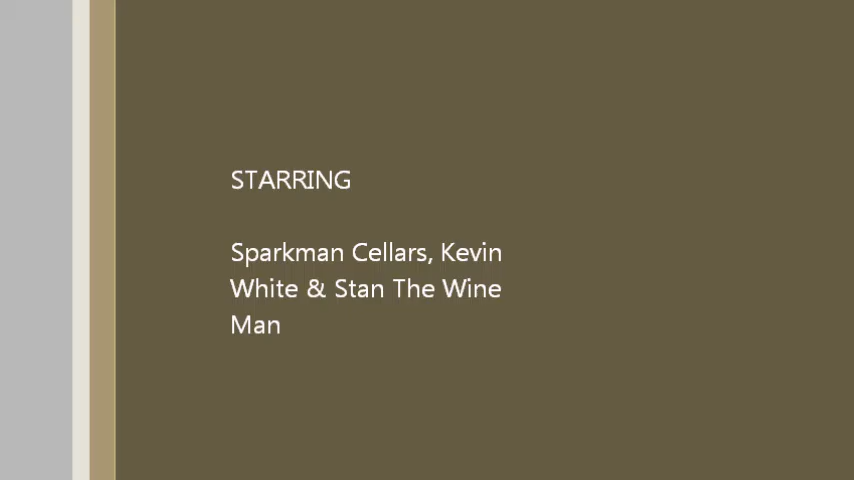 STARRING
Sparkman Cellars, Kevin
White & Stan The Wine
Man